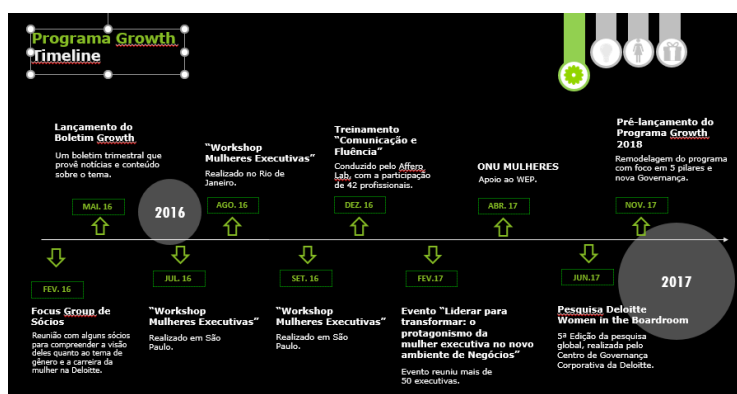 Programa Growth
Timeline
Lançamento do
Boletim Growth
Um boletim trimestral que
provê notícias e conteúdo
sobre o tema.
MAI. 16
2016
"Workshop
Mulheres Executivas"
Realizado no Rio de
Janeiro.
AGO. 16
Treinamento
"Comunicação e
Fluência"
Conduzido pelo Affero
Lab, com a participação
de 42 profissionais.
DEZ. 16
ONU MULHERES
Apoio ao WEP.
ABR. 17
Pré-lançamento do
Programa Growth
2018
Remodelagem do programa
com foco em 5 pilares e
nova Governança.
NOV. 17
FEV. 16
Focus Group de
Sócios
Reunião com alguns sócios
para compreender a visão
deles quanto ao tema de
gênero e a carreira da
mulher na Deloitte.
JUL. 16
"Workshop
Mulheres Executivas"
Realizado em São
Paulo.
SET. 16
"Workshop
Mulheres Executivas"
Realizado em São
Paulo.
FEV.17
Evento "Liderar para
transformar: o
protagonismo da
mulher executiva no novo
ambiente de Negócios"
Evento reuniu mais de
50 executivas.
JUN.17
Pesquisa Deloitte
Women in the Boardroom
5ª Edição da pesquisa
global, realizada pelo
Centro de Governança
Corporativa da Deloitte.
2017